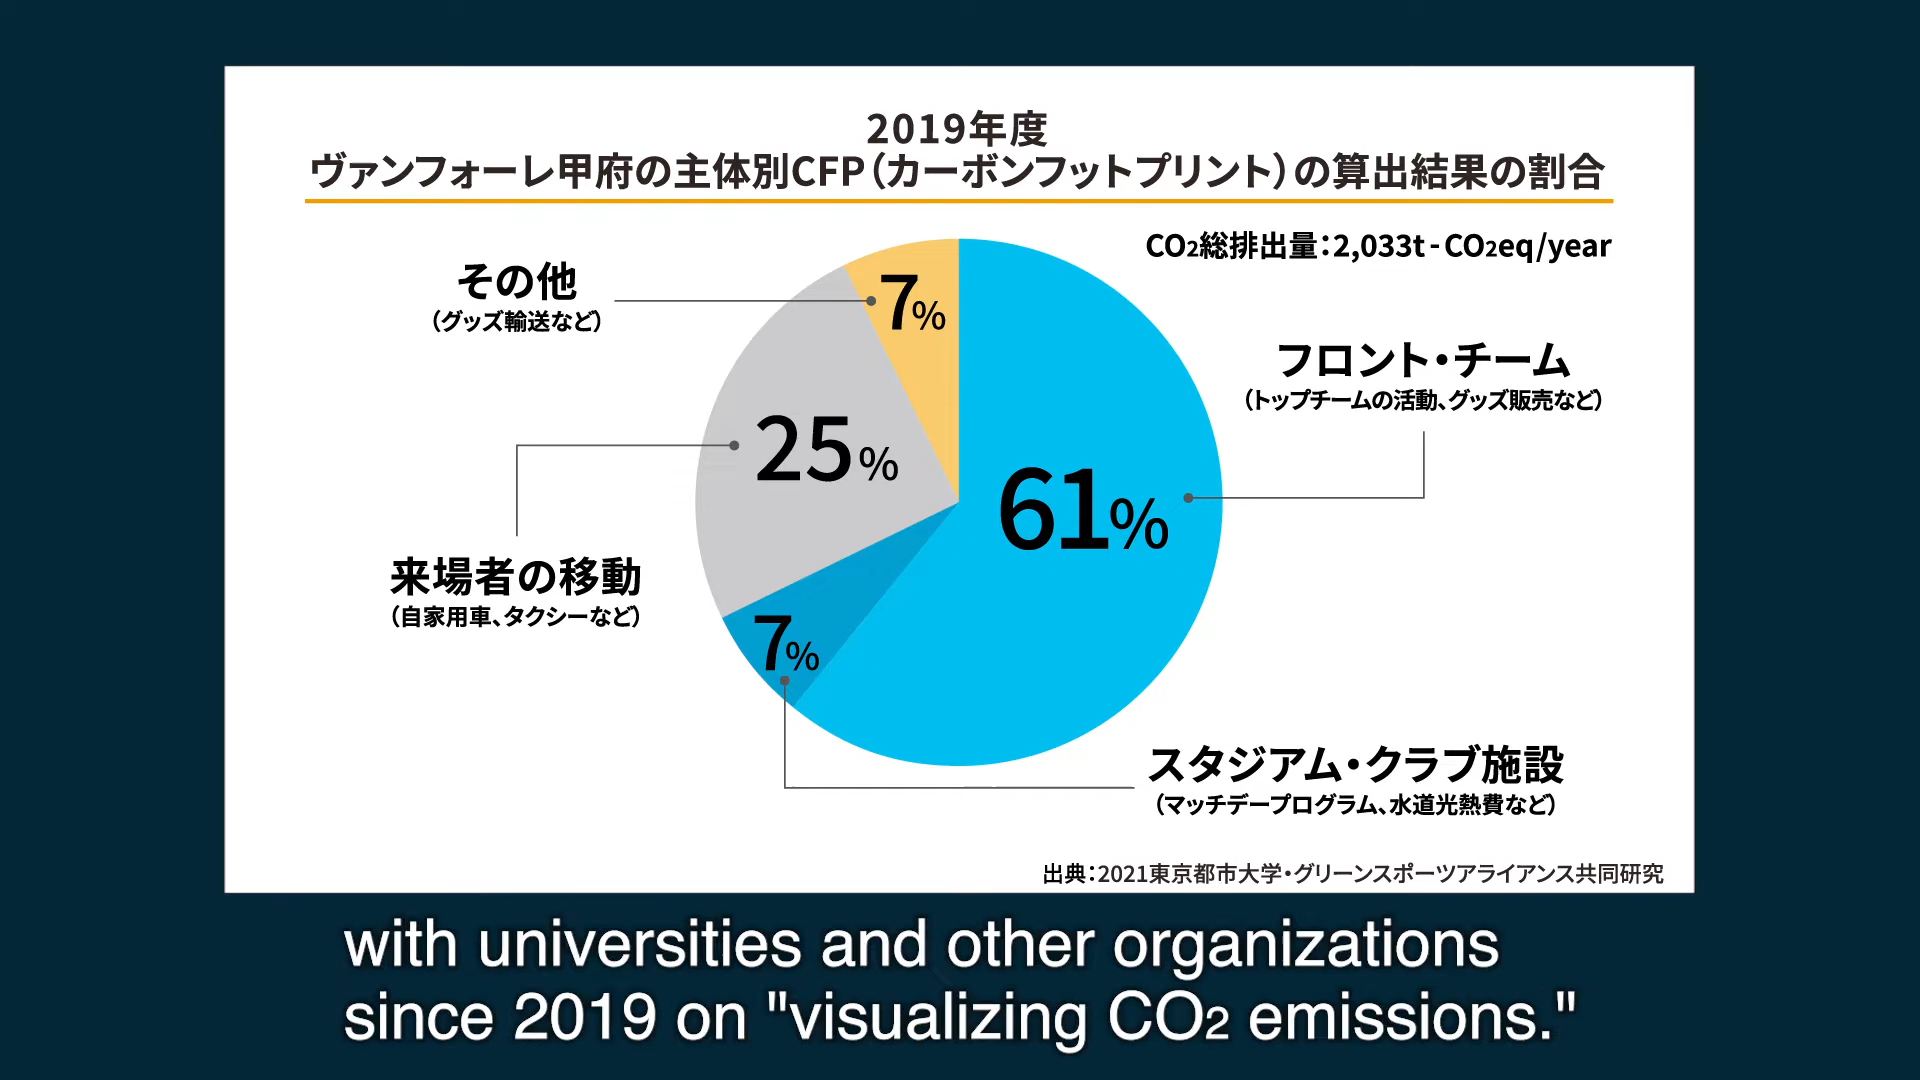 2019年度
ヴァンフォーレ甲府の主体別CFP(カーボンフットプリント)の算出結果の割合
CO2総排出量:2,033t-CO2eq/year
その他
(グッズ輸送など)
7%
フロント・チーム
(トップチームの活動、グッズ販売など)
25%
61%
来場者の移動
(自家用車、タクシーなど)
7%
スタジアム・クラブ施設
(マッチデープログラム、水道光熱費など)
出典:2021東京都市大学・グリーンスポーツアライアンス共同研究
with universities and other organizations
since 2019 on "visualizing CO2 emissions."